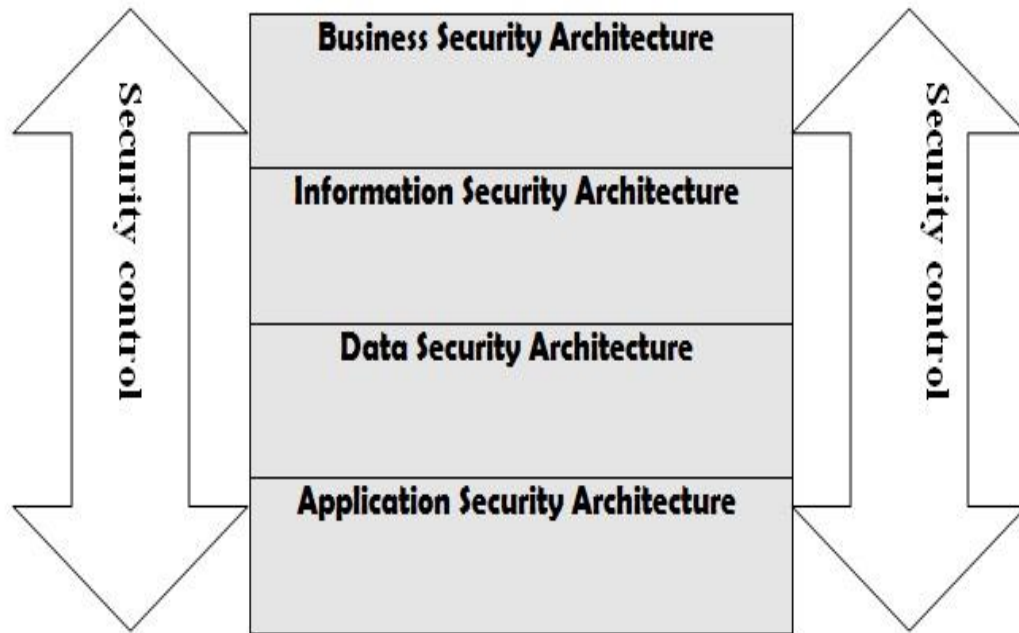 Security control
Business Security Architecture
Information Security Architecture
Data Security Architecture
Application Security Architecture
Security control